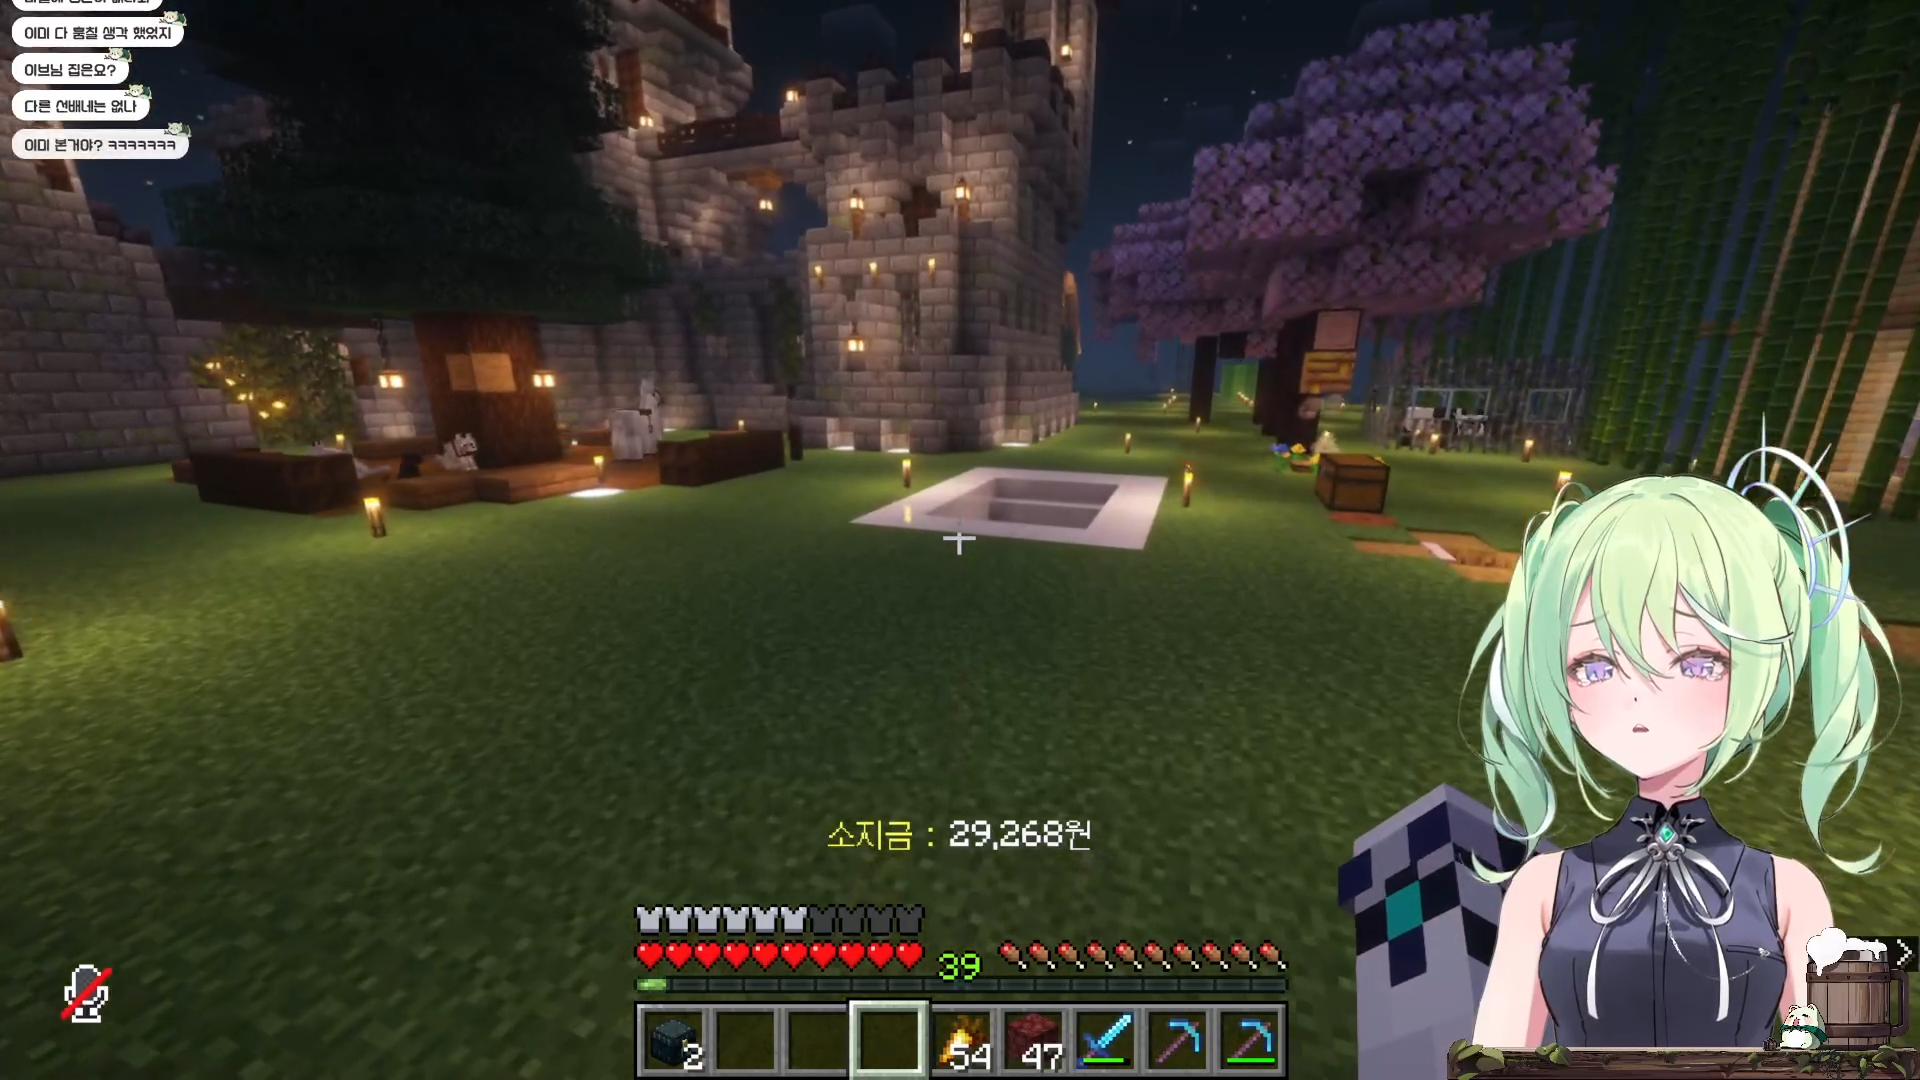 이미 다 훔칠 생각 했었지
이브님 집은요?
다른 선배네는 없나
이미 본거야? ㅋㅋㅋㅋㅋㅋㅋ
소지금 : 29,268원
39
2
54
47